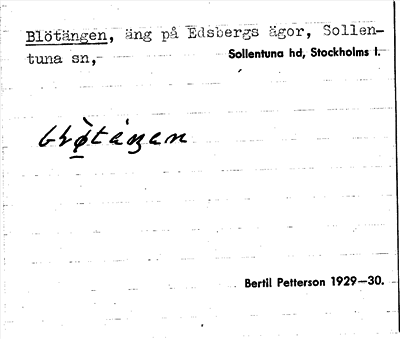 Blötängen, äng på Edsbergs ägor, Sollen-
tuna sn,- Sollentuna hd, Stockholms l.
Bertil Petterson 1929—30.